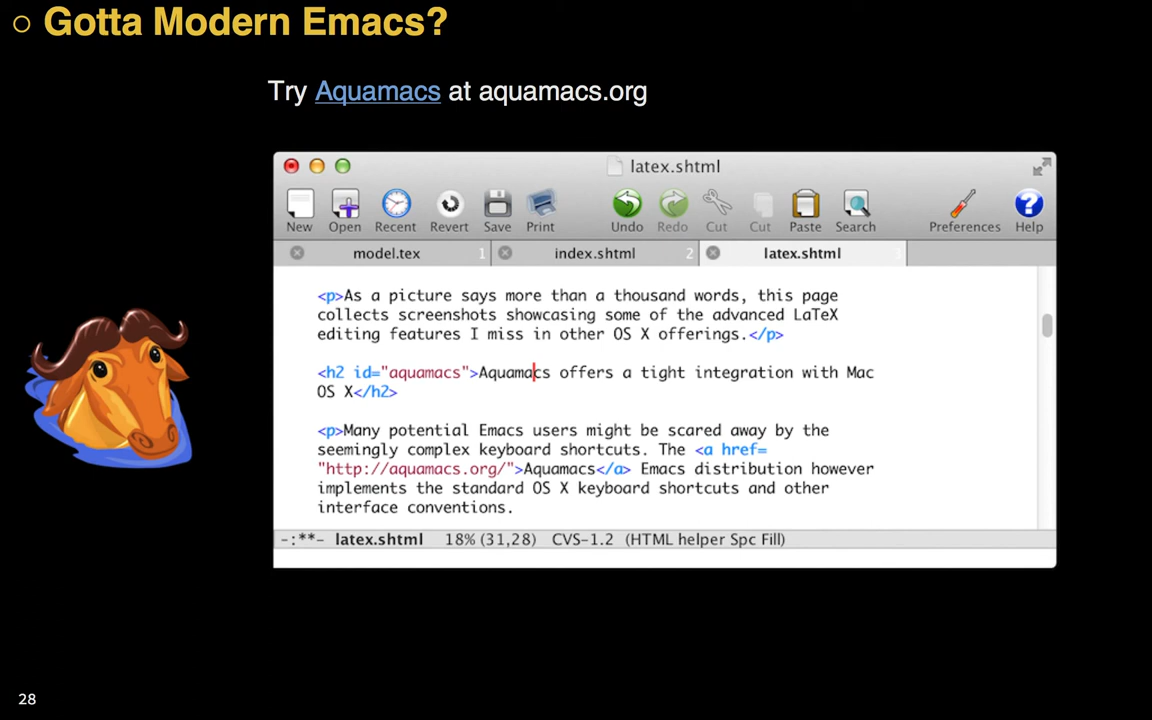 ○ Gotta Modern Emacs?
Try Aquamacs at aquamacs.org
latex.shtml
New Open Recent Revert Save Print Undo Redo Cut Cut Paste Search Preferences Help
model.tex 1 index.shtml 2 latex.shtml 3
<p>As a picture says more than a thousand words, this page
collects screenshots showcasing some of the advanced LaTeX
editing features I miss in other OS X offerings.</p>
<h2 id="aquamacs">Aquamacs offers a tight integration with Mac
OS X</h2>
<p>Many potential Emacs users might be scared away by the
seemingly complex keyboard shortcuts. The <a href=
"http://aquamacs.org/">Aquamacs</a> Emacs distribution however
implements the standard OS X keyboard shortcuts and other
interface conventions.
-:**- latex.shtml 18% (31,28) CVS-1.2 (HTML helper Spc Fill)
28